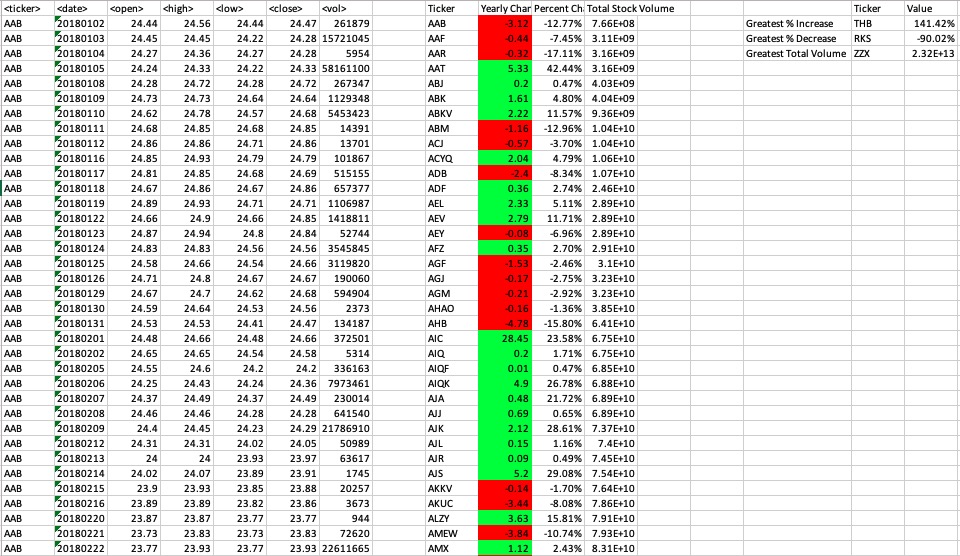 <ticker> <date> <open> <high> <low> <close> <vol> Ticker Yearly Char Percent Ch Total Stock Volume Ticker Value
AAB 20180102 24.44 24.56 24.44 24.47 261879 AAB -3.12 -12.77% 7.66E+08 Greatest % Increase THB 141.42%
AAB 20180103 24.45 24.45 24.22 24.28 15721045 AAF -0.44 -7.45% 3.11E+09 Greatest % Decrease RKS -90.02%
AAB 20180104 24.27 24.36 24.27 24.28 5954 AAR -0.32 -17.11% 3.16E+09 Greatest Total Volume ZZX 2.32E+13
AAB 20180105 24.24 24.33 24.22 24.33 58161100 AAT 5.33 42.44% 3.16E+09
AAB 20180108 24.28 24.72 24.28 24.72 267347 ABJ 0.2 0.47% 4.03E+09
AAB 20180109 24.73 24.73 24.64 24.64 1129348 ABK 1.61 4.80% 4.04E+09
AAB 20180110 24.62 24.78 24.57 24.68 5453423 ABKV 2.22 11.57% 9.36E+09
AAB 20180111 24.68 24.85 24.68 24.85 14391 ABM -1.16 -12.96% 1.04E+10
AAB 20180112 24.86 24.86 24.71 24.86 13701 ACJ -0.57 -3.70% 1.04E+10
AAB 20180116 24.85 24.93 24.79 24.79 101867 ACYQ 2.04 4.79% 1.06E+10
AAB 20180117 24.81 24.85 24.68 24.69 515155 ADB -2.4 -8.34% 1.07E+10
AAB 20180118 24.67 24.86 24.67 24.86 657377 ADF 0.36 2.74% 2.46E+10
AAB 20180119 24.89 24.93 24.71 24.71 1106987 AEL 2.33 5.11% 2.89E+10
AAB 20180122 24.66 24.9 24.66 24.85 1418811 AEV 2.79 11.71% 2.89E+10
AAB 20180123 24.87 24.94 24.8 24.84 52744 AEY -0.08 -6.96% 2.89E+10
AAB 20180124 24.83 24.83 24.56 24.56 3545845 AFZ 0.35 2.70% 2.91E+10
AAB 20180125 24.58 24.66 24.54 24.66 3119820 AGF -1.53 -2.46% 3.1E+10
AAB 20180126 24.71 24.8 24.67 24.67 190060 AGJ -0.17 -2.75% 3.23E+10
AAB 20180129 24.67 24.7 24.62 24.68 594904 AGM -0.21 -2.92% 3.23E+10
AAB 20180130 24.59 24.64 24.53 24.56 2373 AHAO -0.16 -1.36% 3.85E+10
AAB 20180131 24.53 24.53 24.41 24.47 134187 AHB -4.78 -15.80% 6.41E+10
AAB 20180201 24.48 24.66 24.48 24.66 372501 AIC 28.45 23.58% 6.75E+10
AAB 20180202 24.65 24.65 24.54 24.58 5314 AIQ 0.2 1.71% 6.75E+10
AAB 20180205 24.55 24.6 24.2 24.2 336163 AIQF 0.01 0.47% 6.85E+10
AAB 20180206 24.25 24.43 24.24 24.36 7973461 AIQK 4.9 26.78% 6.88E+10
AAB 20180207 24.37 24.49 24.37 24.49 230014 AJA 0.48 21.72% 6.89E+10
AAB 20180208 24.46 24.46 24.28 24.28 641540 AJJ 0.69 0.65% 6.89E+10
AAB 20180209 24.4 24.45 24.23 24.29 21786910 AJK 2.12 28.61% 7.37E+10
AAB 20180212 24.31 24.31 24.02 24.05 50989 AJL 0.15 1.16% 7.4E+10
AAB 20180213 24 24 23.93 23.97 63617 AJR 0.09 0.49% 7.45E+10
AAB 20180214 24.02 24.07 23.89 23.91 1745 AJS 5.2 29.08% 7.54E+10
AAB 20180215 23.9 23.93 23.85 23.88 20257 AKKV -0.14 -1.70% 7.64E+10
AAB 20180216 23.89 23.89 23.82 23.86 3673 AKUC -3.44 -8.08% 7.86E+10
AAB 20180220 23.87 23.87 23.77 23.77 944 ALZY 3.63 15.81% 7.91E+10
AAB 20180221 23.73 23.83 23.73 23.83 72620 AMEW -3.84 -10.74% 7.93E+10
AAB 20180222 23.77 23.93 23.77 23.93 22611665 AMX 1.12 2.43% 8.31E+10